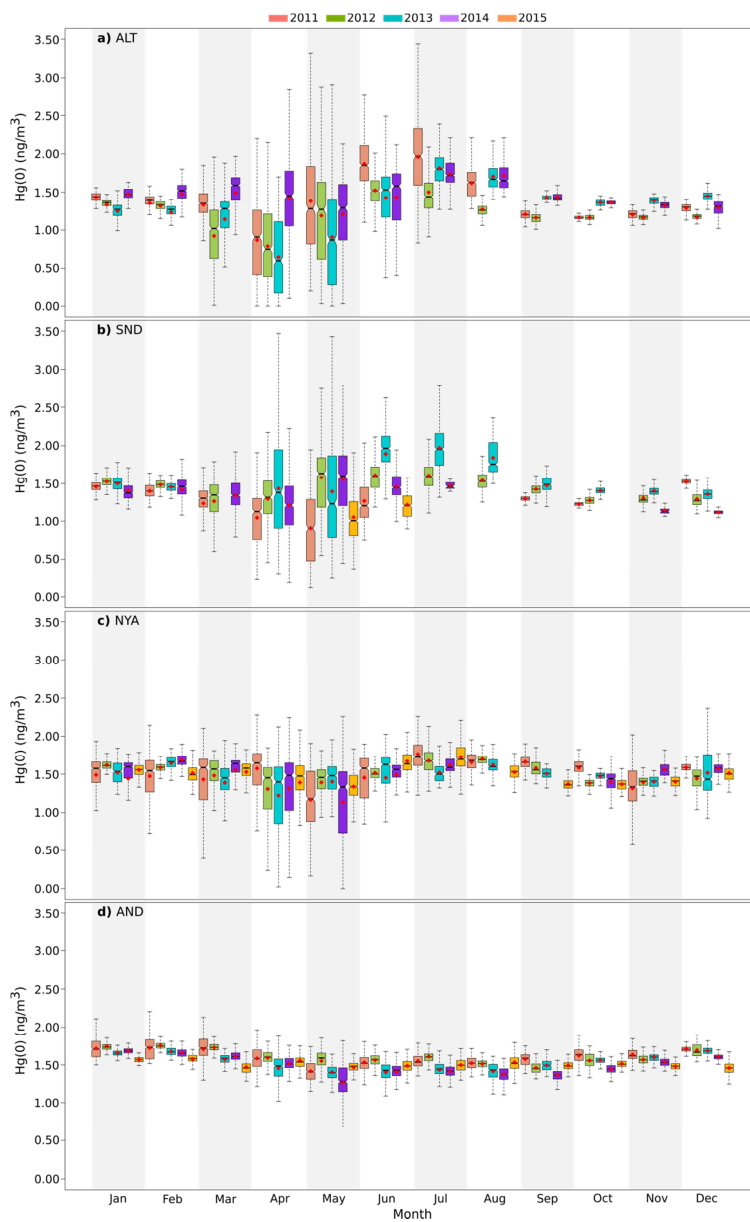 2011 2012 2013 2014 2015
a) ALT
3.50
3.00
2.50
2.00
1.50
1.00
0.50
0.00
Hg(0) (ng/m³)
b) SND
3.50
3.00
2.50
2.00
1.50
1.00
0.50
0.00
Hg(0) (ng/m³)
c) NYA
3.50
3.00
2.50
2.00
1.50
1.00
0.50
0.00
Hg(0) (ng/m³)
d) AND
3.50
3.00
2.50
2.00
1.50
1.00
0.50
0.00
Hg(0) (ng/m³)
Jan Feb Mar Apr May Jun Jul Aug Sep Oct Nov Dec
Month